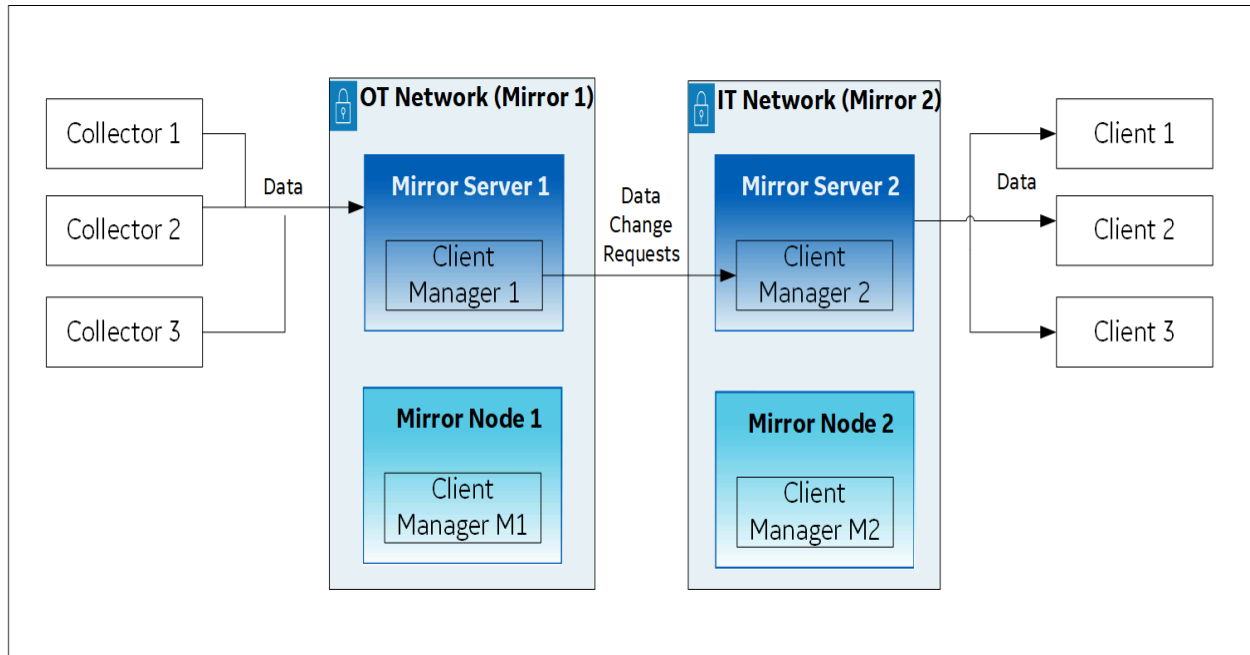 OT Network (Mirror 1)
IT Network (Mirror 2)
Collector 1
Collector 2
Collector 3
Data
Mirror Server 1
Client
Manager 1
Mirror Node 1
Client
Manager M1
Data
Change
Requests
Mirror Server 2
Client
Manager 2
Mirror Node 2
Client
Manager M2
Data
Client 1
Client 2
Client 3